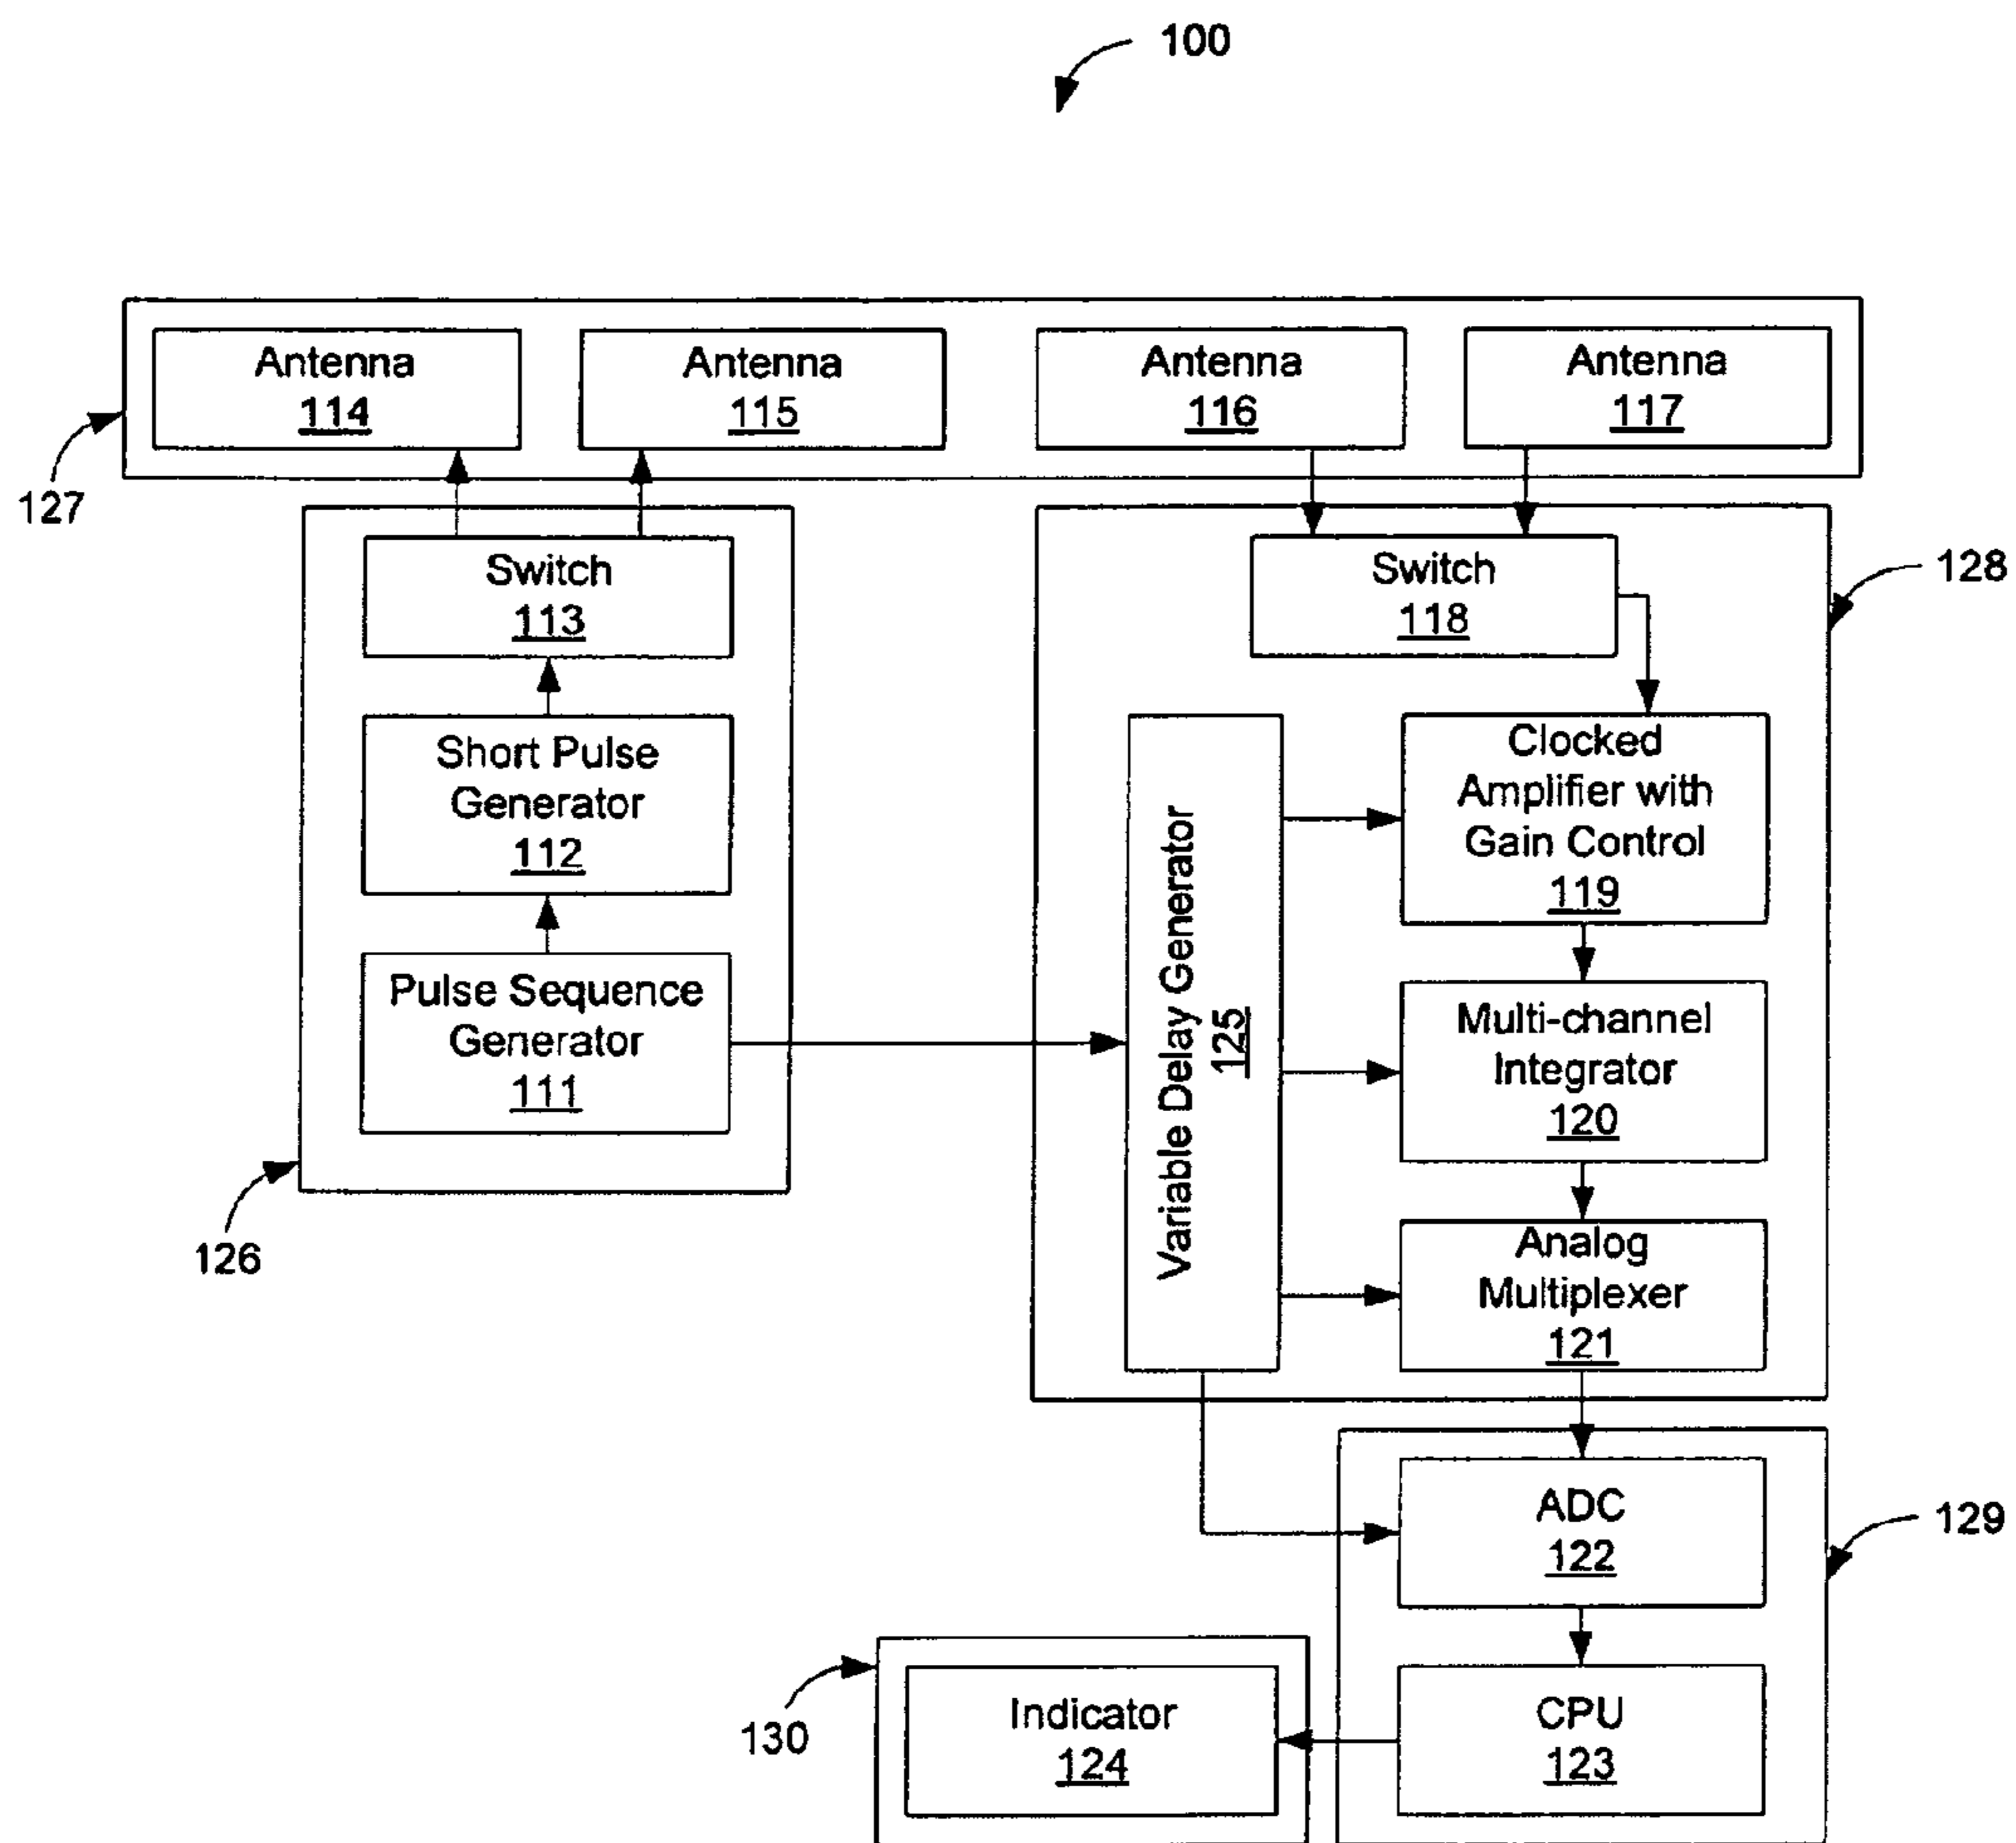 100
Antenna
114
Antenna
115
Antenna
116
Antenna
117
127
Switch
113
Switch
118
128
Short Pulse
Generator
112
Clocked
Amplifier with
Gain Control
119
Pulse Sequence
Generator
111
Variable Delay Generator
125
Multi-channel
Integrator
120
126
Analog
Multiplexer
121
ADC
122
129
Indicator
124
130
CPU
123